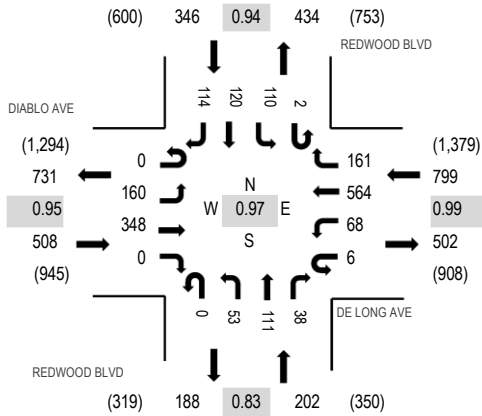 (600) 346 0.94 434 (753)
REDWOOD BLVD
114 120 110 2
DIABLO AVE
(1,294) (1,379)
731 0 161 799
0.95 160 564 0.99
N
W 0.97 E
S
508 348 68 502
(945) 0 6 (908)
0 53 111 38
DE LONG AVE
REDWOOD BLVD
(319) 188 0.83 202 (350)